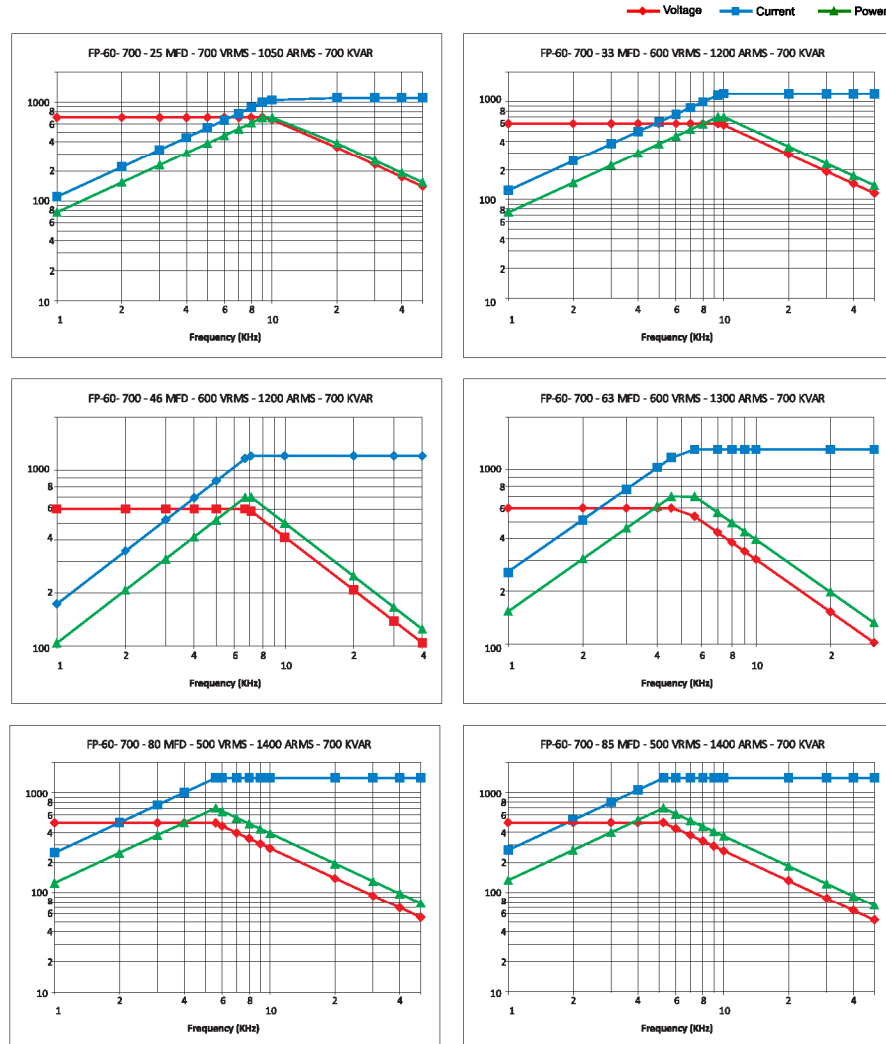 Voltage Current Power
FP-60- 700 - 25 MFD - 700 VRMS - 1050 ARMS - 700 KVAR
1000
8
6
4
2
100
8
6
4
2
10
1 2 4 6 8 10 2 4
Frequency (KHz)
FP-60- 700 - 33 MFD - 600 VRMS - 1200 ARMS - 700 KVAR
1000
8
6
4
2
100
8
6
4
2
10
1 2 4 6 8 10 2 4
Frequency (KHz)
FP-60- 700 - 46 MFD - 600 VRMS - 1200 ARMS - 700 KVAR
1000
8
6
4
2
100
1 2 4 6 8 10 2 4
Frequency (KHz)
FP-60- 700 - 63 MFD - 600 VRMS - 1300 ARMS - 700 KVAR
1000
8
6
4
2
100
1 2 4 6 8 10 2
Frequency (KHz)
FP-60- 700 - 80 MFD - 500 VRMS - 1400 ARMS - 700 KVAR
1000
8
6
4
2
100
8
6
4
2
10
1 2 4 6 8 10 2 4
Frequency (KHz)
FP-60- 700 - 85 MFD - 500 VRMS - 1400 ARMS - 700 KVAR
1000
8
6
4
2
100
8
6
4
2
10
1 2 4 6 8 10 2 4
Frequency (KHz)